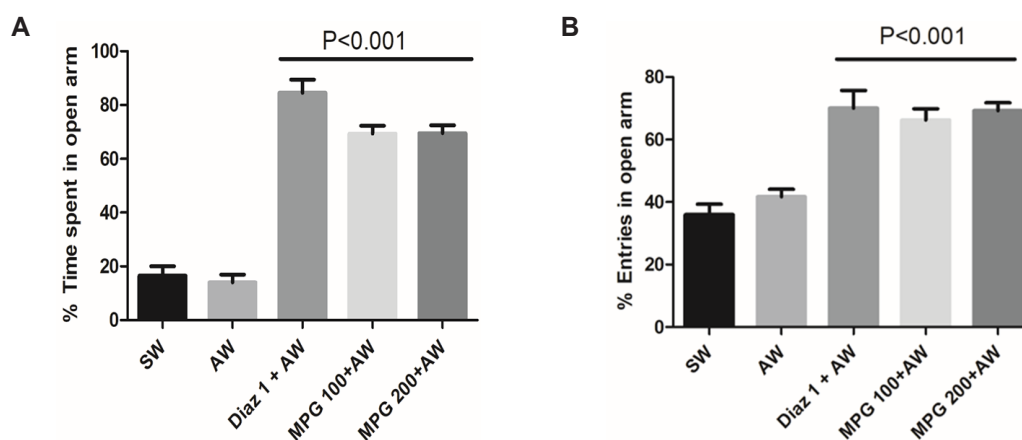 A
P<0.001
% Time spent in open arm
100
80
60
40
20
0
SW
AW
Diaz 1 + AW
MPG 100+AW
MPG 200+AW
B
P<0.001
% Entries in open arm
80
60
40
20
0
SW
AW
Diaz 1 + AW
MPG 100+AW
MPG 200+AW